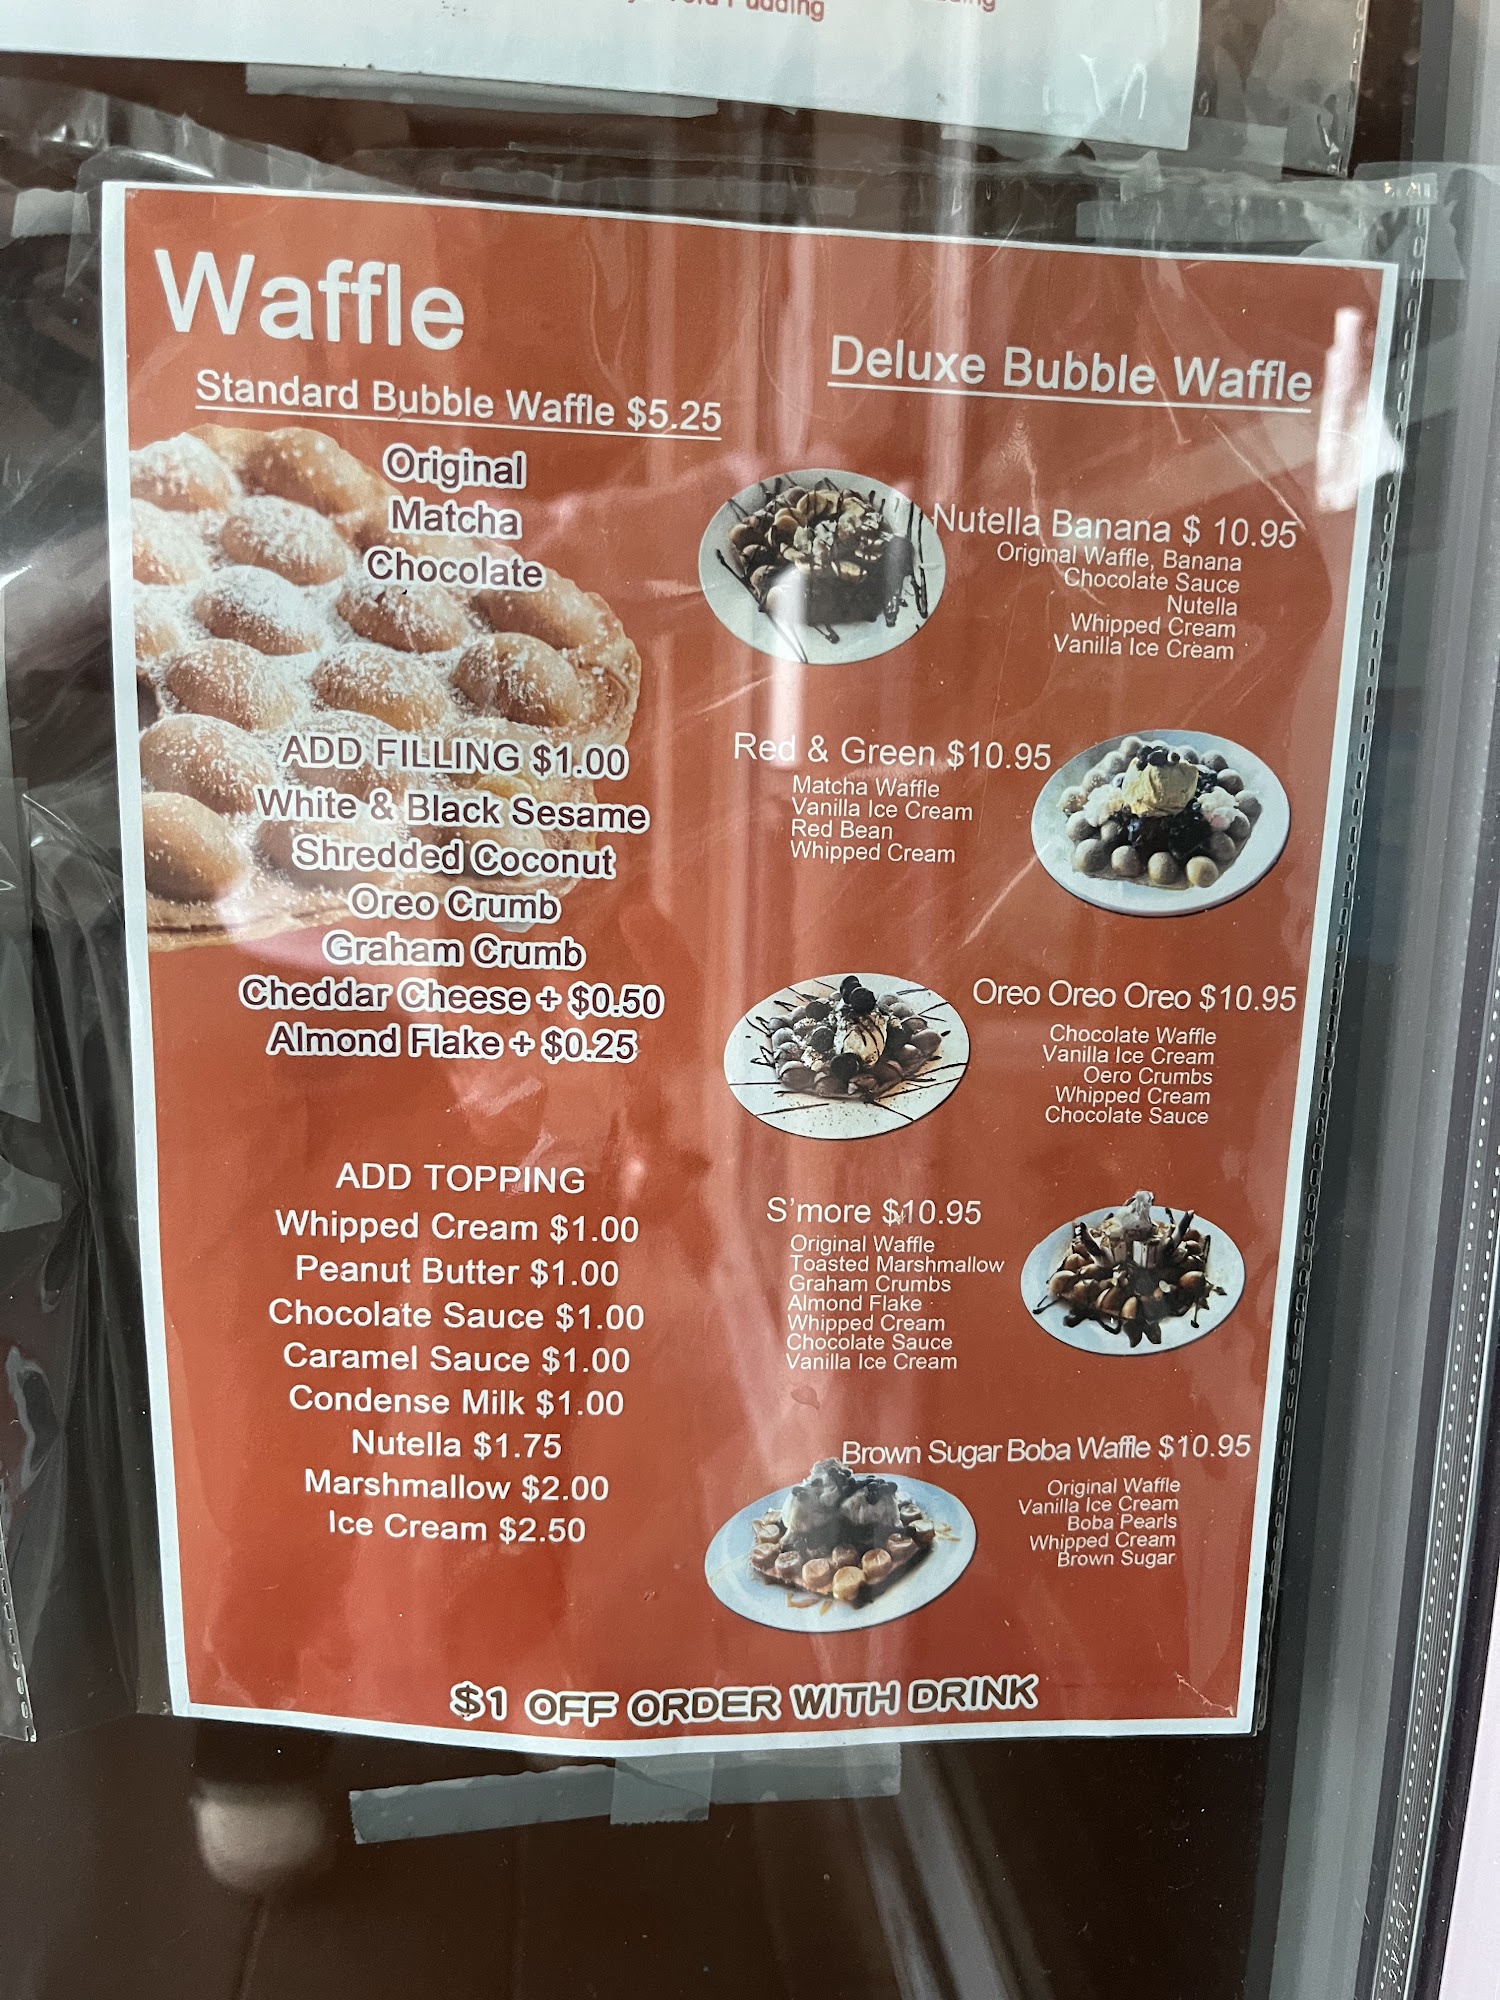 Pudding
Waffle
Standard Bubble Waffle $5.25
Original
Matcha
Chocolate
ADD FILLING $1.00
White & Black Sesame
Shredded Coconut
Oreo Crumb
Graham Crumb
Cheddar Cheese + $0.50
Almond Flake + $0.25
ADD TOPPING
Whipped Cream $1.00
Peanut Butter $1.00
Chocolate Sauce $1.00
Caramel Sauce $1.00
Condense Milk $1.00
Nutella $1.75
Marshmallow $2.00
Ice Cream $2.50
Deluxe Bubble Waffle
Nutella Banana $ 10.95
Original Waffle, Banana
Chocolate Sauce
Nutella
Whipped Cream
Vanilla Ice Cream
Red & Green $10.95
Matcha Waffle
Vanilla Ice Cream
Red Bean
Whipped Cream
Oreo Oreo Oreo $10.95
Chocolate Waffle
Vanilla Ice Cream
Oero Crumbs
Whipped Cream
Chocolate Sauce
S'more $10.95
Original Waffle
Toasted Marshmallow
Graham Crumbs
Almond Flake
Whipped Cream
Chocolate Sauce
Vanilla Ice Cream
Brown Sugar Boba Waffle $10.95
Original Waffle
Vanilla Ice Cream
Boba Pearls
Whipped Cream
Brown Sugar
$1 OFF ORDER WITH DRINK